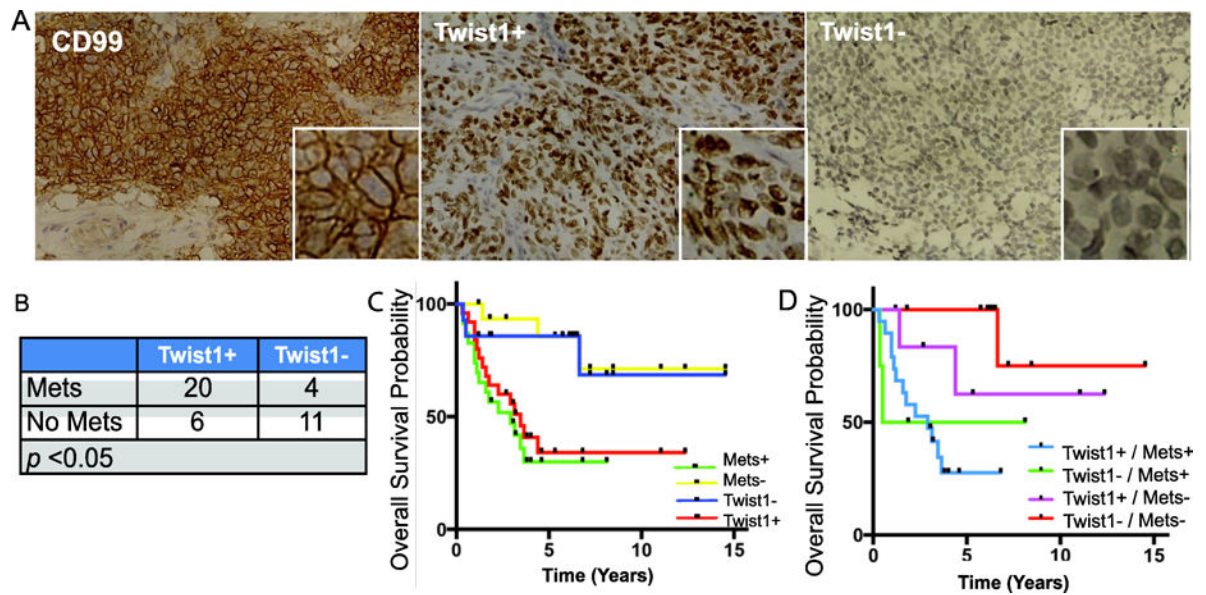 A
CD99
Twist1+
Twist1-
B
Twist1+ Twist1-
Mets 20 4
No Mets 6 11
p <0.05
C
Overall Survival Probability
100
50
0
0 5 10 15
Time (Years)
Mets+
Mets-
Twist1-
Twist1+
D
Overall Survival Probability
100
50
0
0 5 10 15
Time (Years)
Twist1+ / Mets+
Twist1- / Mets+
Twist1+ / Mets-
Twist1- / Mets-